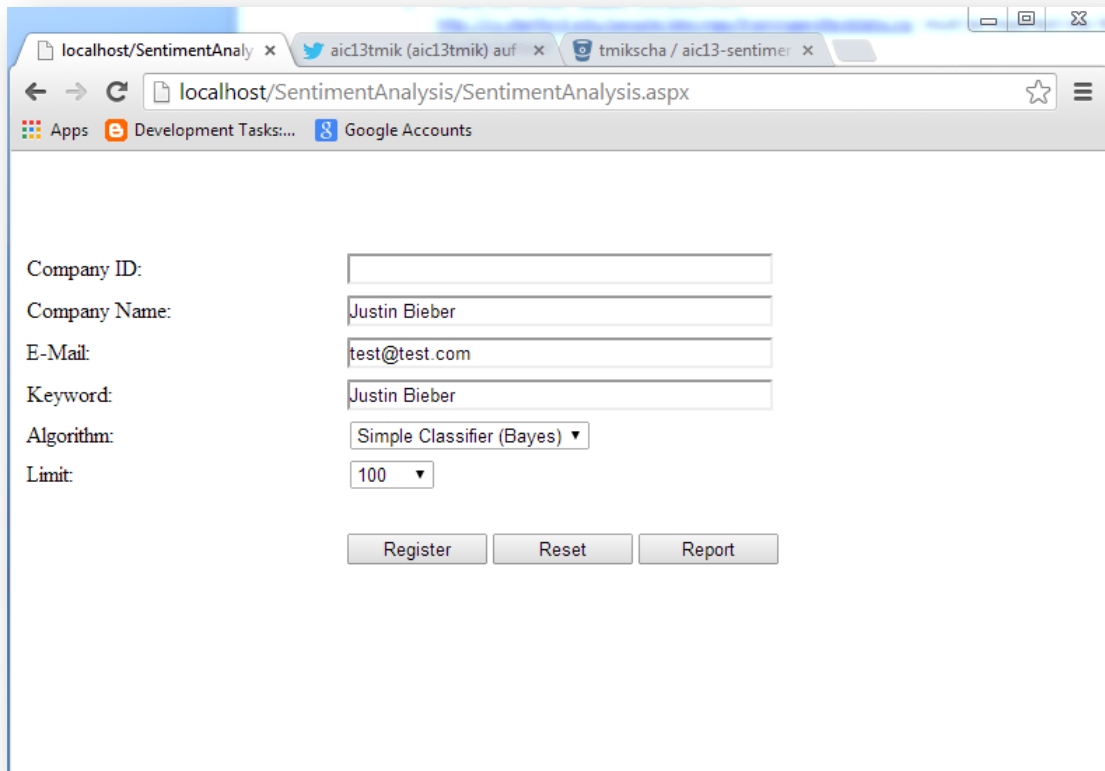 localhost/SentimentAnaly
aic13tmik (aic13tmik) auf
tmikscha / aic13-sentimer
localhost/SentimentAnalysis/SentimentAnalysis.aspx
Apps Development Tasks:... Google Accounts
Company ID:
Company Name: Justin Bieber
E-Mail: test@test.com
Keyword: Justin Bieber
Algorithm: Simple Classifier (Bayes)
Limit: 100
Register Reset Report